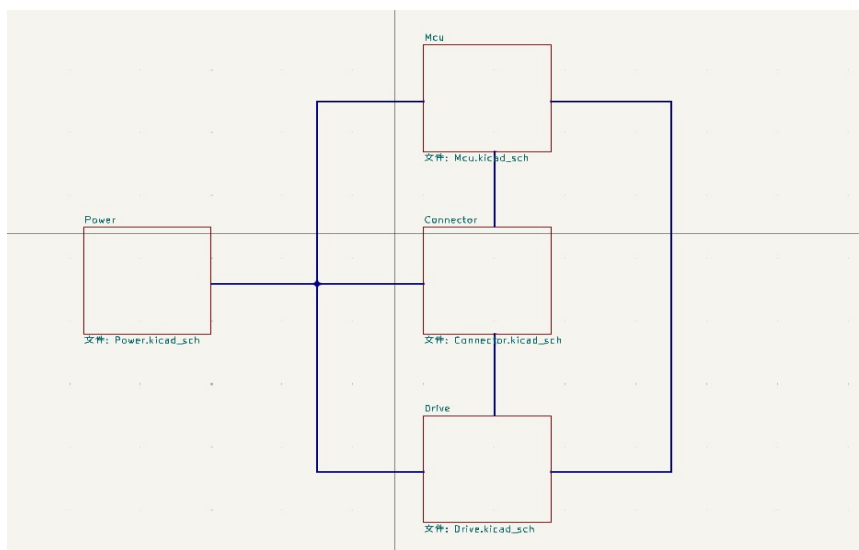 Mcu
文件: Mcu.kicad_sch
Power
文件: Power.kicad_sch
Connector
文件: Connector.kicad_sch
Drive
文件: Drive.kicad_sch